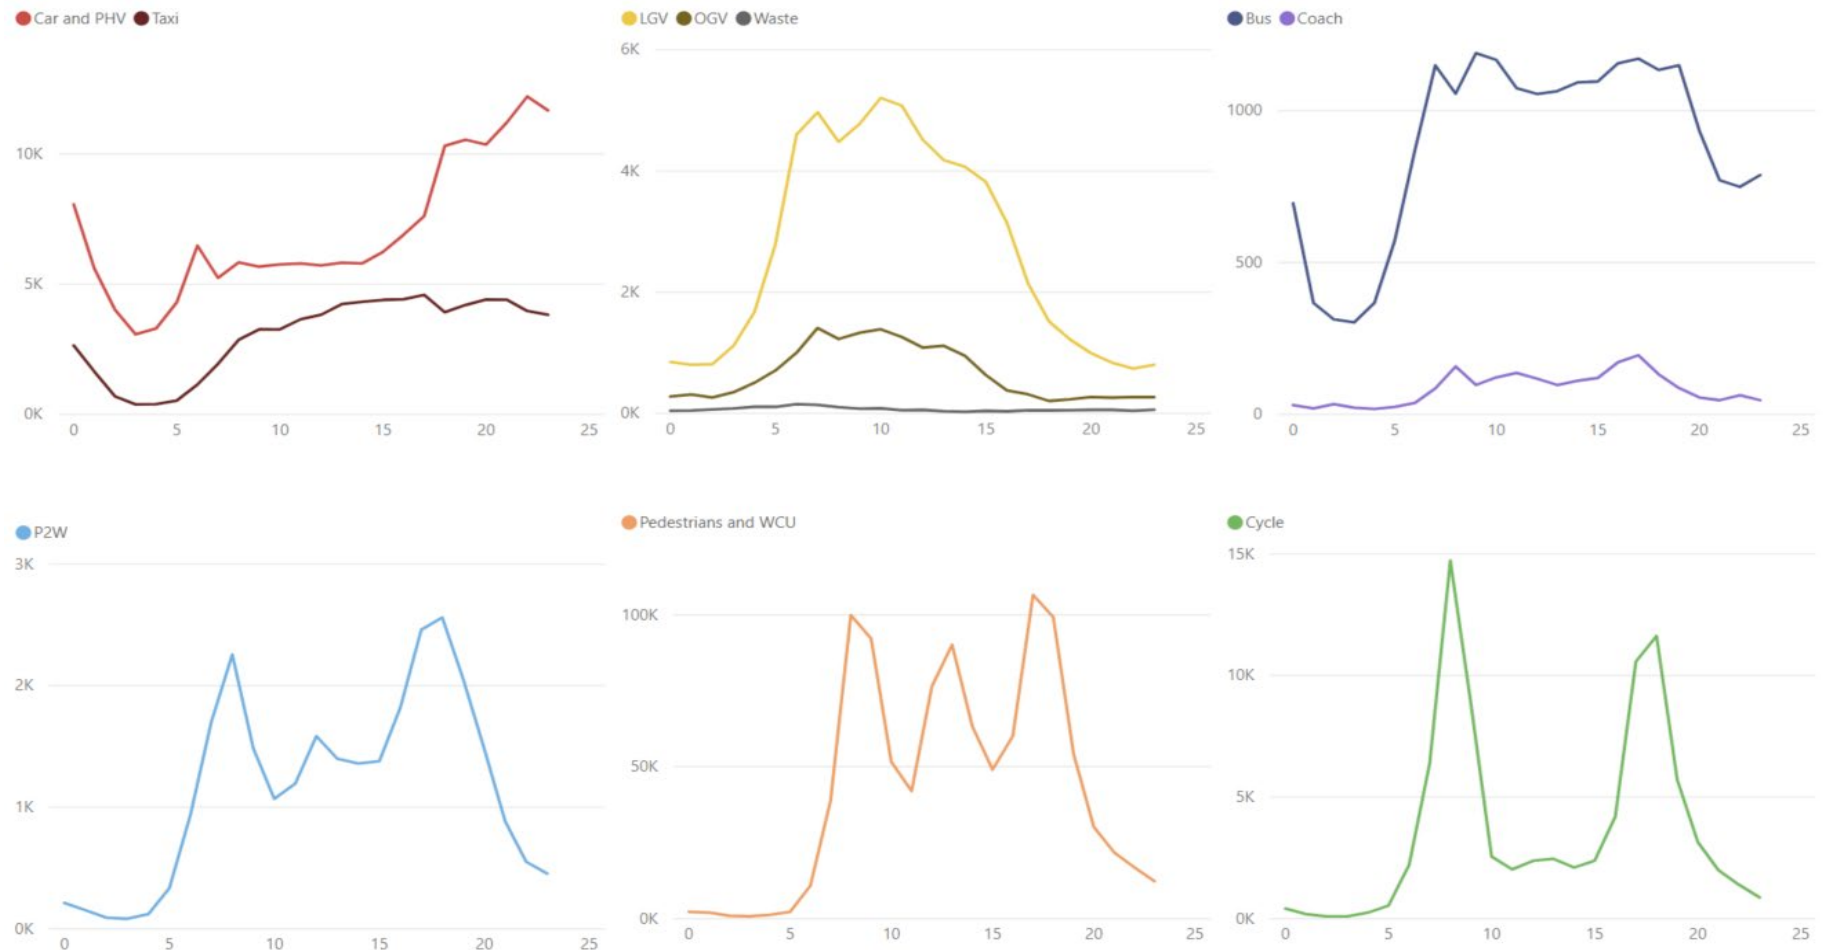 Car and PHV Taxi
10K
5K
0K
0 5 10 15 20 25
LGV OGV Waste
6K
4K
2K
0K
0 5 10 15 20 25
Bus Coach
1000
500
0
0 5 10 15 20 25
P2W
3K
2K
1K
0K
0 5 10 15 20 25
Pedestrians and WCU
100K
50K
0K
0 5 10 15 20 25
Cycle
15K
10K
5K
0K
0 5 10 15 20 25